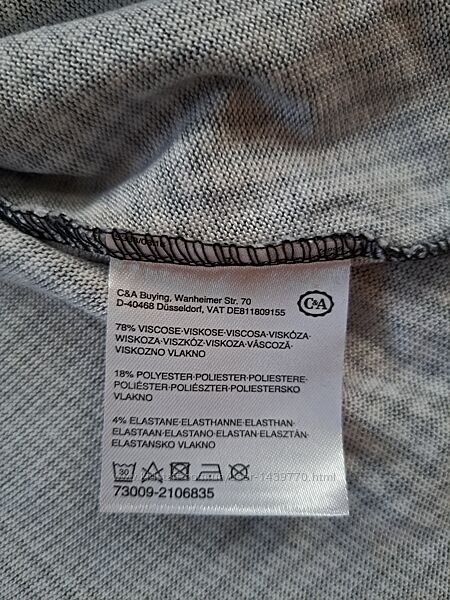 C&A Buying, Wanheimer Str. 70
D-40468 Düsseldorf, VAT DE811809155
C&A
78% VISCOSE·VISKOSE·VISCOSA·VISKÓZA·
WISKOZA·VISZKÓZ·VISKOZA·VÂSCOZĂ·
VISKOZNO VLAKNO
18% POLYESTER·POLIESTER·POLIESTERE·
POLIÉSTER·POLIÉSZTER·POLIESTERSKO
VLAKNO
4% ELASTANE·ELASTHANNE·ELASTHAN·
ELASTAAN·ELASTANO·ELASTAN·ELASZTÁN·
ELASTANSKO VLAKNO
30
73009-2106835